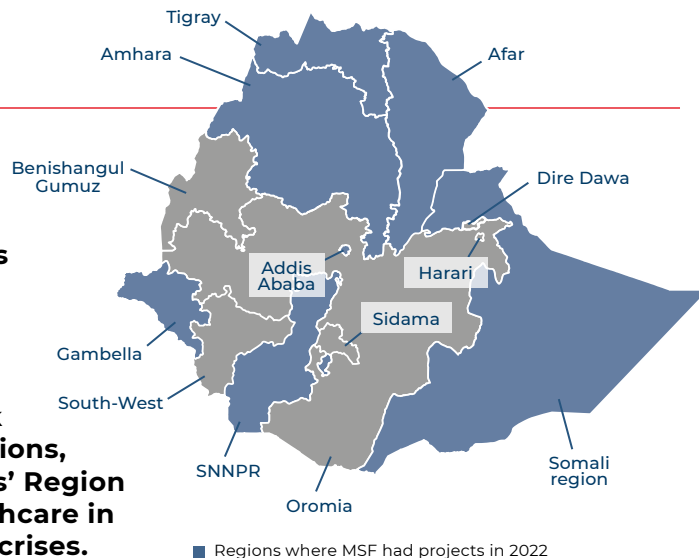 Tigray
Amhara
Afar
Benishangul
Gumuz
Dire Dawa
s
Addis
Ababa
Harari
Sidama
Gambella
South-West
ions,
SNNPR
s’ Region
Somali
region
Oromia
hcare in
crises.
Regions where MSF had projects in 2022